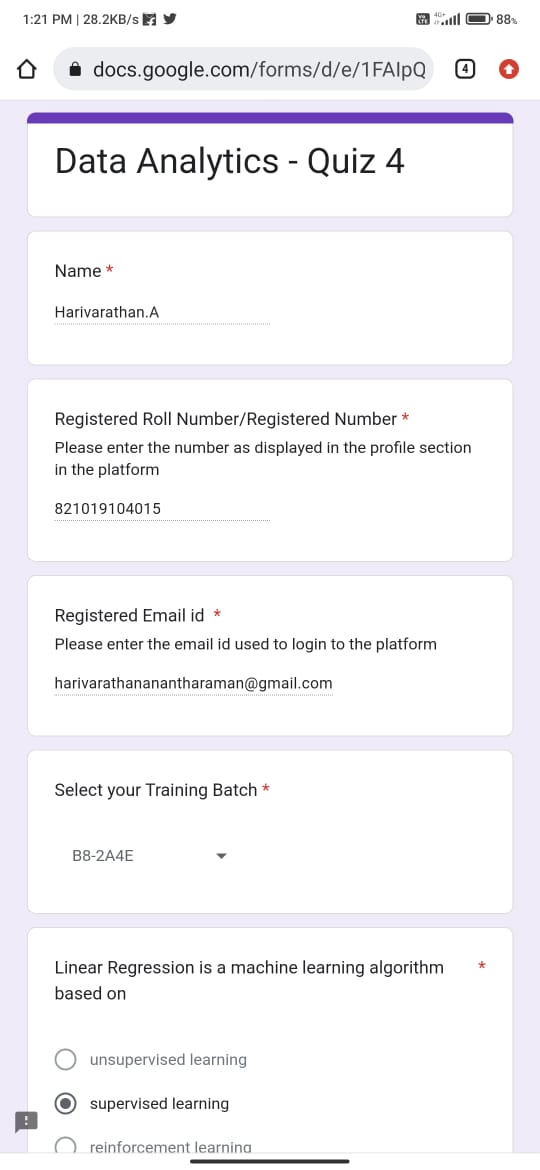 1:21 PM | 28.2KB/s
VoLTE 4G+ 88%
docs.google.com/forms/d/e/1FAIpQ
4
Data Analytics - Quiz 4
Name *
Harivarathan.A
Registered Roll Number/Registered Number *
Please enter the number as displayed in the profile section
in the platform
821019104015
Registered Email id *
Please enter the email id used to login to the platform
harivarathananantharaman@gmail.com
Select your Training Batch *
B8-2A4E
Linear Regression is a machine learning algorithm *
based on
unsupervised learning
supervised learning
reinforcement learning